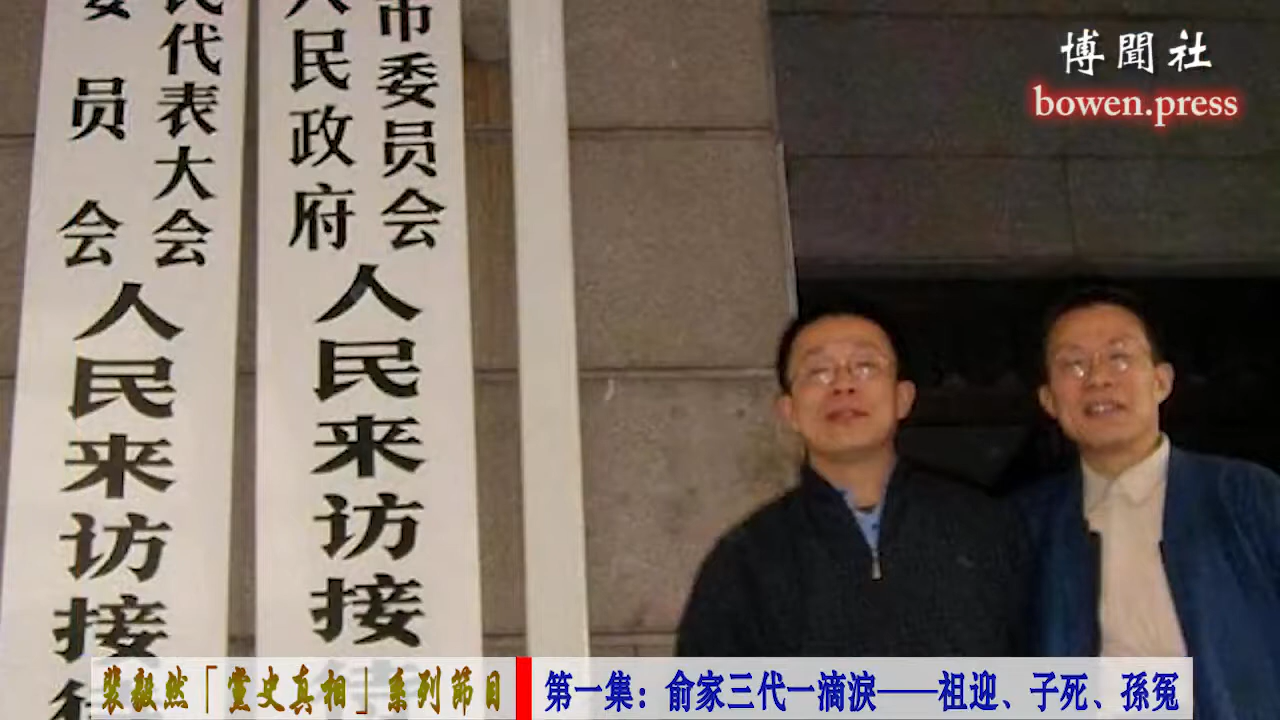 博聞社
bowen.press
市委员会
人民政府
人民来访接
民代表大会
委员会
人民来访接
裴毅然「黨史真相」系列節目
第一集：俞家三代一滴淚——祖迎、子死、孫冤